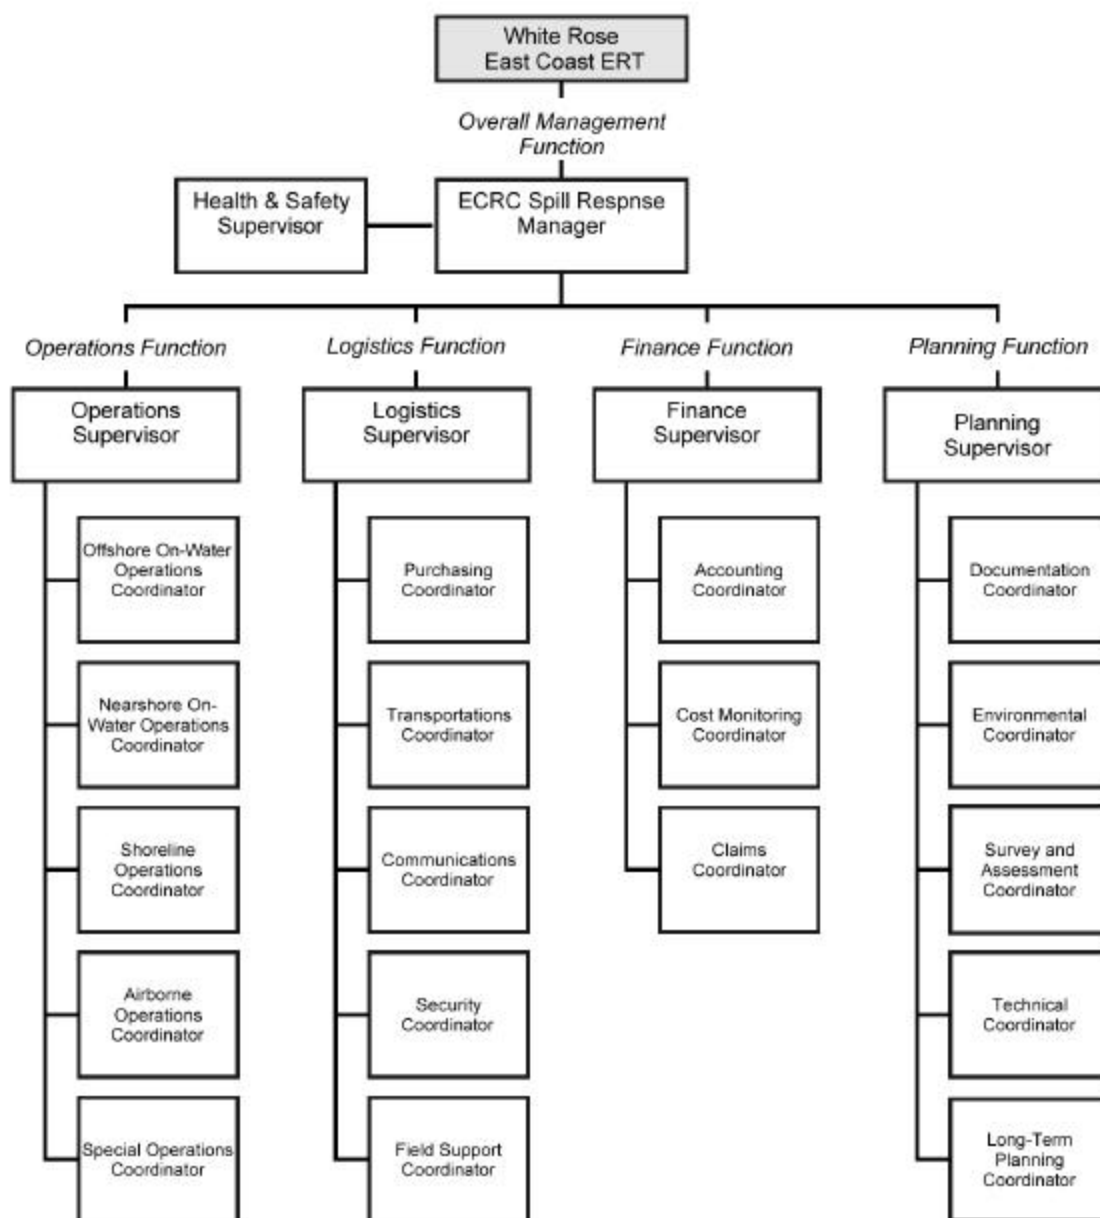 White Rose
East Coast ERT
Overall Management
Function
Health & Safety
Supervisor
ECRC Spill Respnse
Manager
Operations Function
Logistics Function
Finance Function
Planning Function
Operations
Supervisor
Logistics
Supervisor
Finance
Supervisor
Planning
Supervisor
Offshore On-Water
Operations
Coordinator
Purchasing
Coordinator
Accounting
Coordinator
Documentation
Coordinator
Nearshore On-
Water Operations
Coordinator
Transportations
Coordinator
Cost Monitoring
Coordinator
Environmental
Coordinator
Shoreline
Operations
Coordinator
Communications
Coordinator
Claims
Coordinator
Survey and
Assessment
Coordinator
Airborne
Operations
Coordinator
Security
Coordinator
Technical
Coordinator
Special Operations
Coordinator
Field Support
Coordinator
Long-Term
Planning
Coordinator